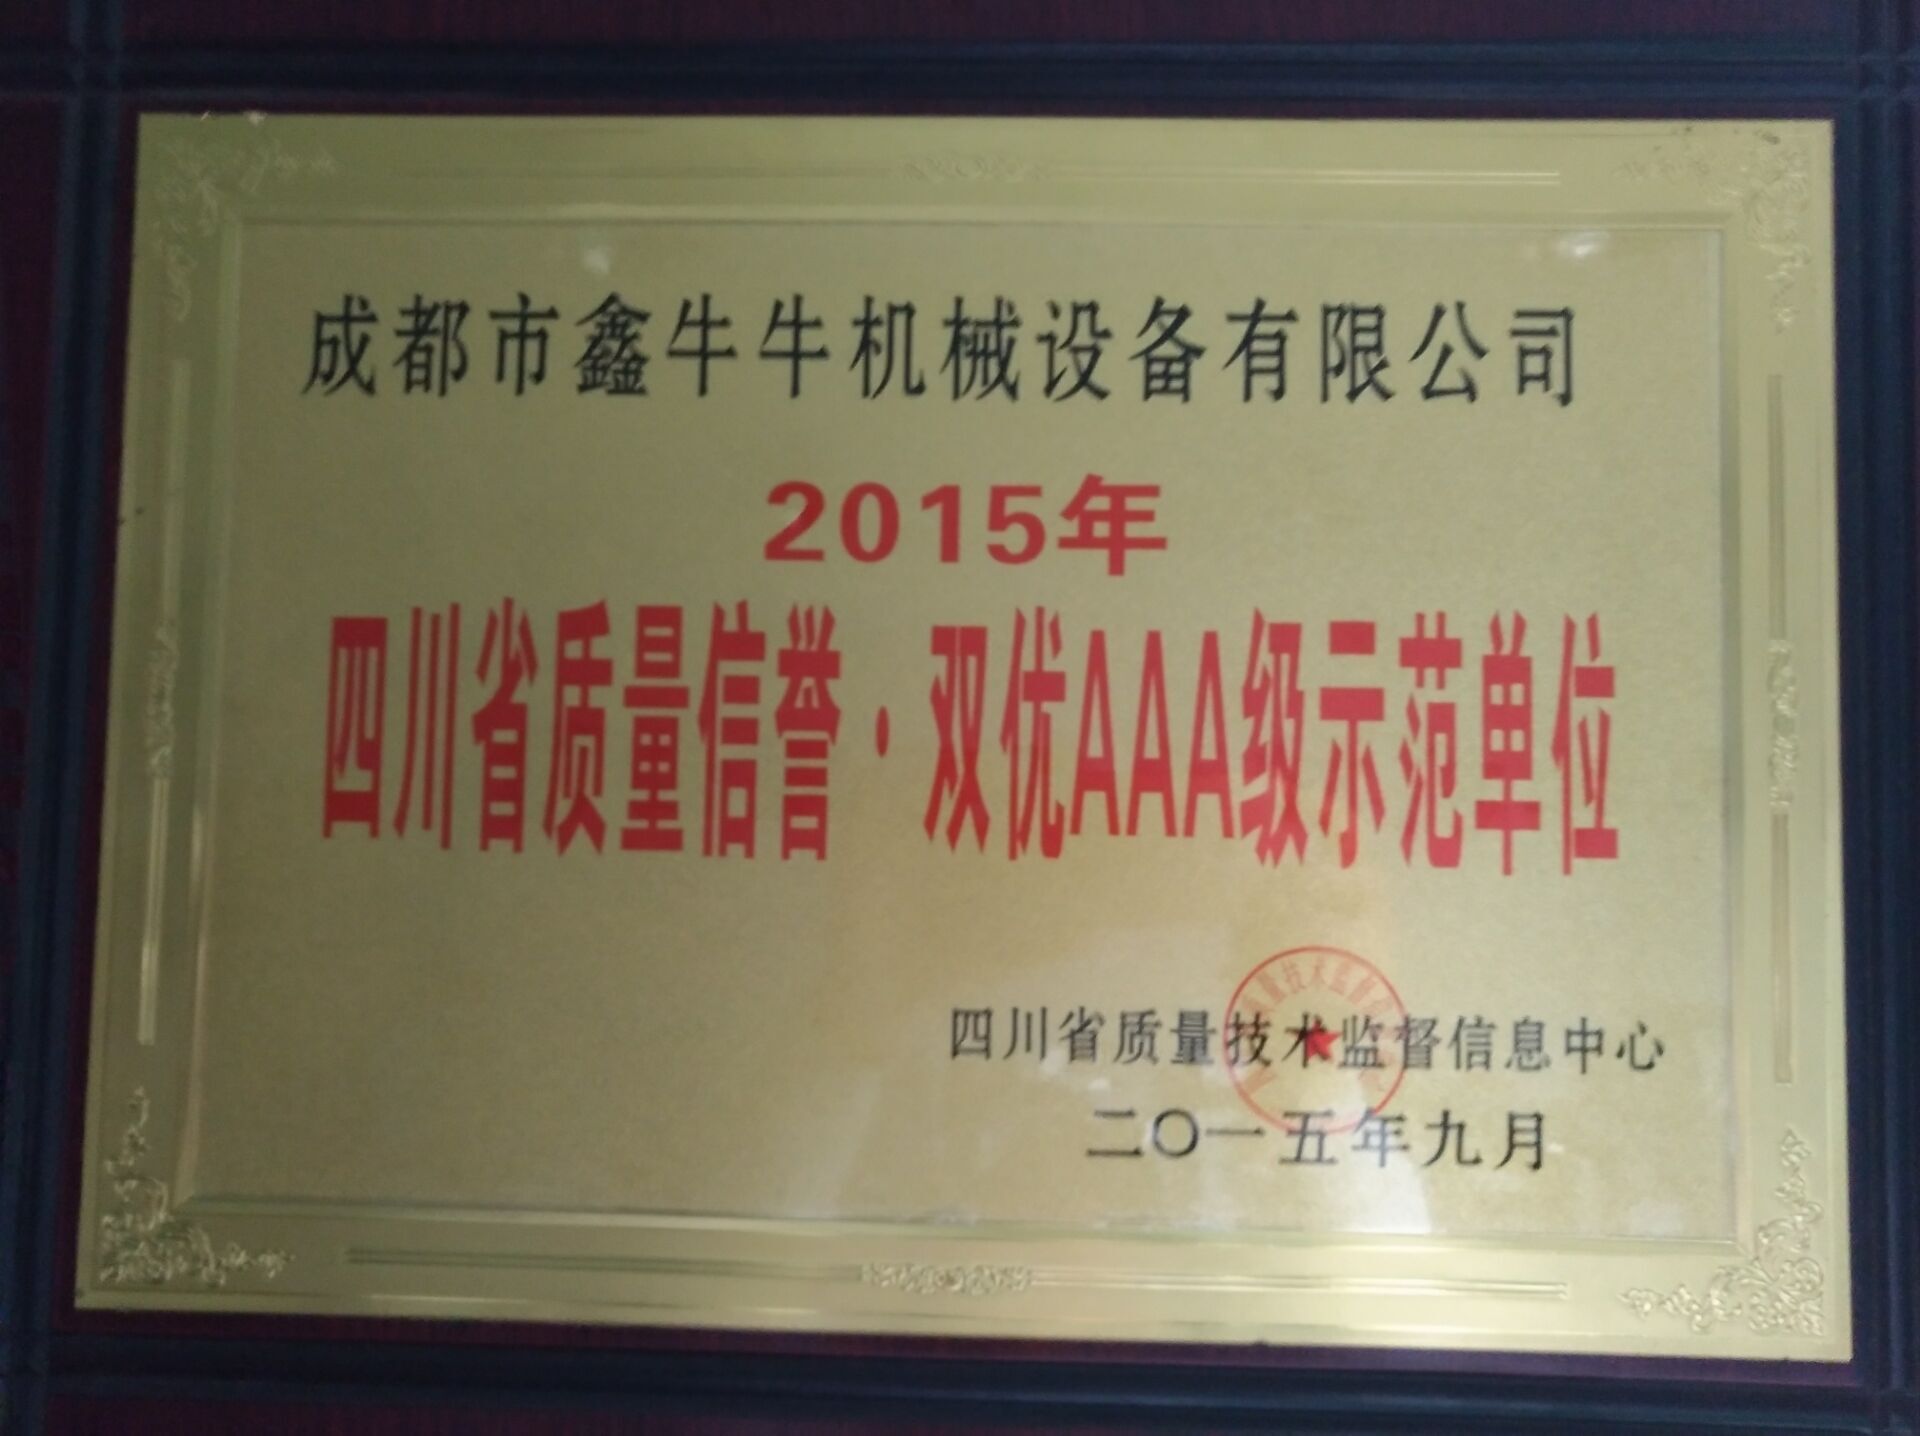 成都市鑫牛牛机械设备有限公司
2015年
四川省质量信誉·双优AAA级示范单位
四川省质量技术监督信息中心
二〇一五年九月